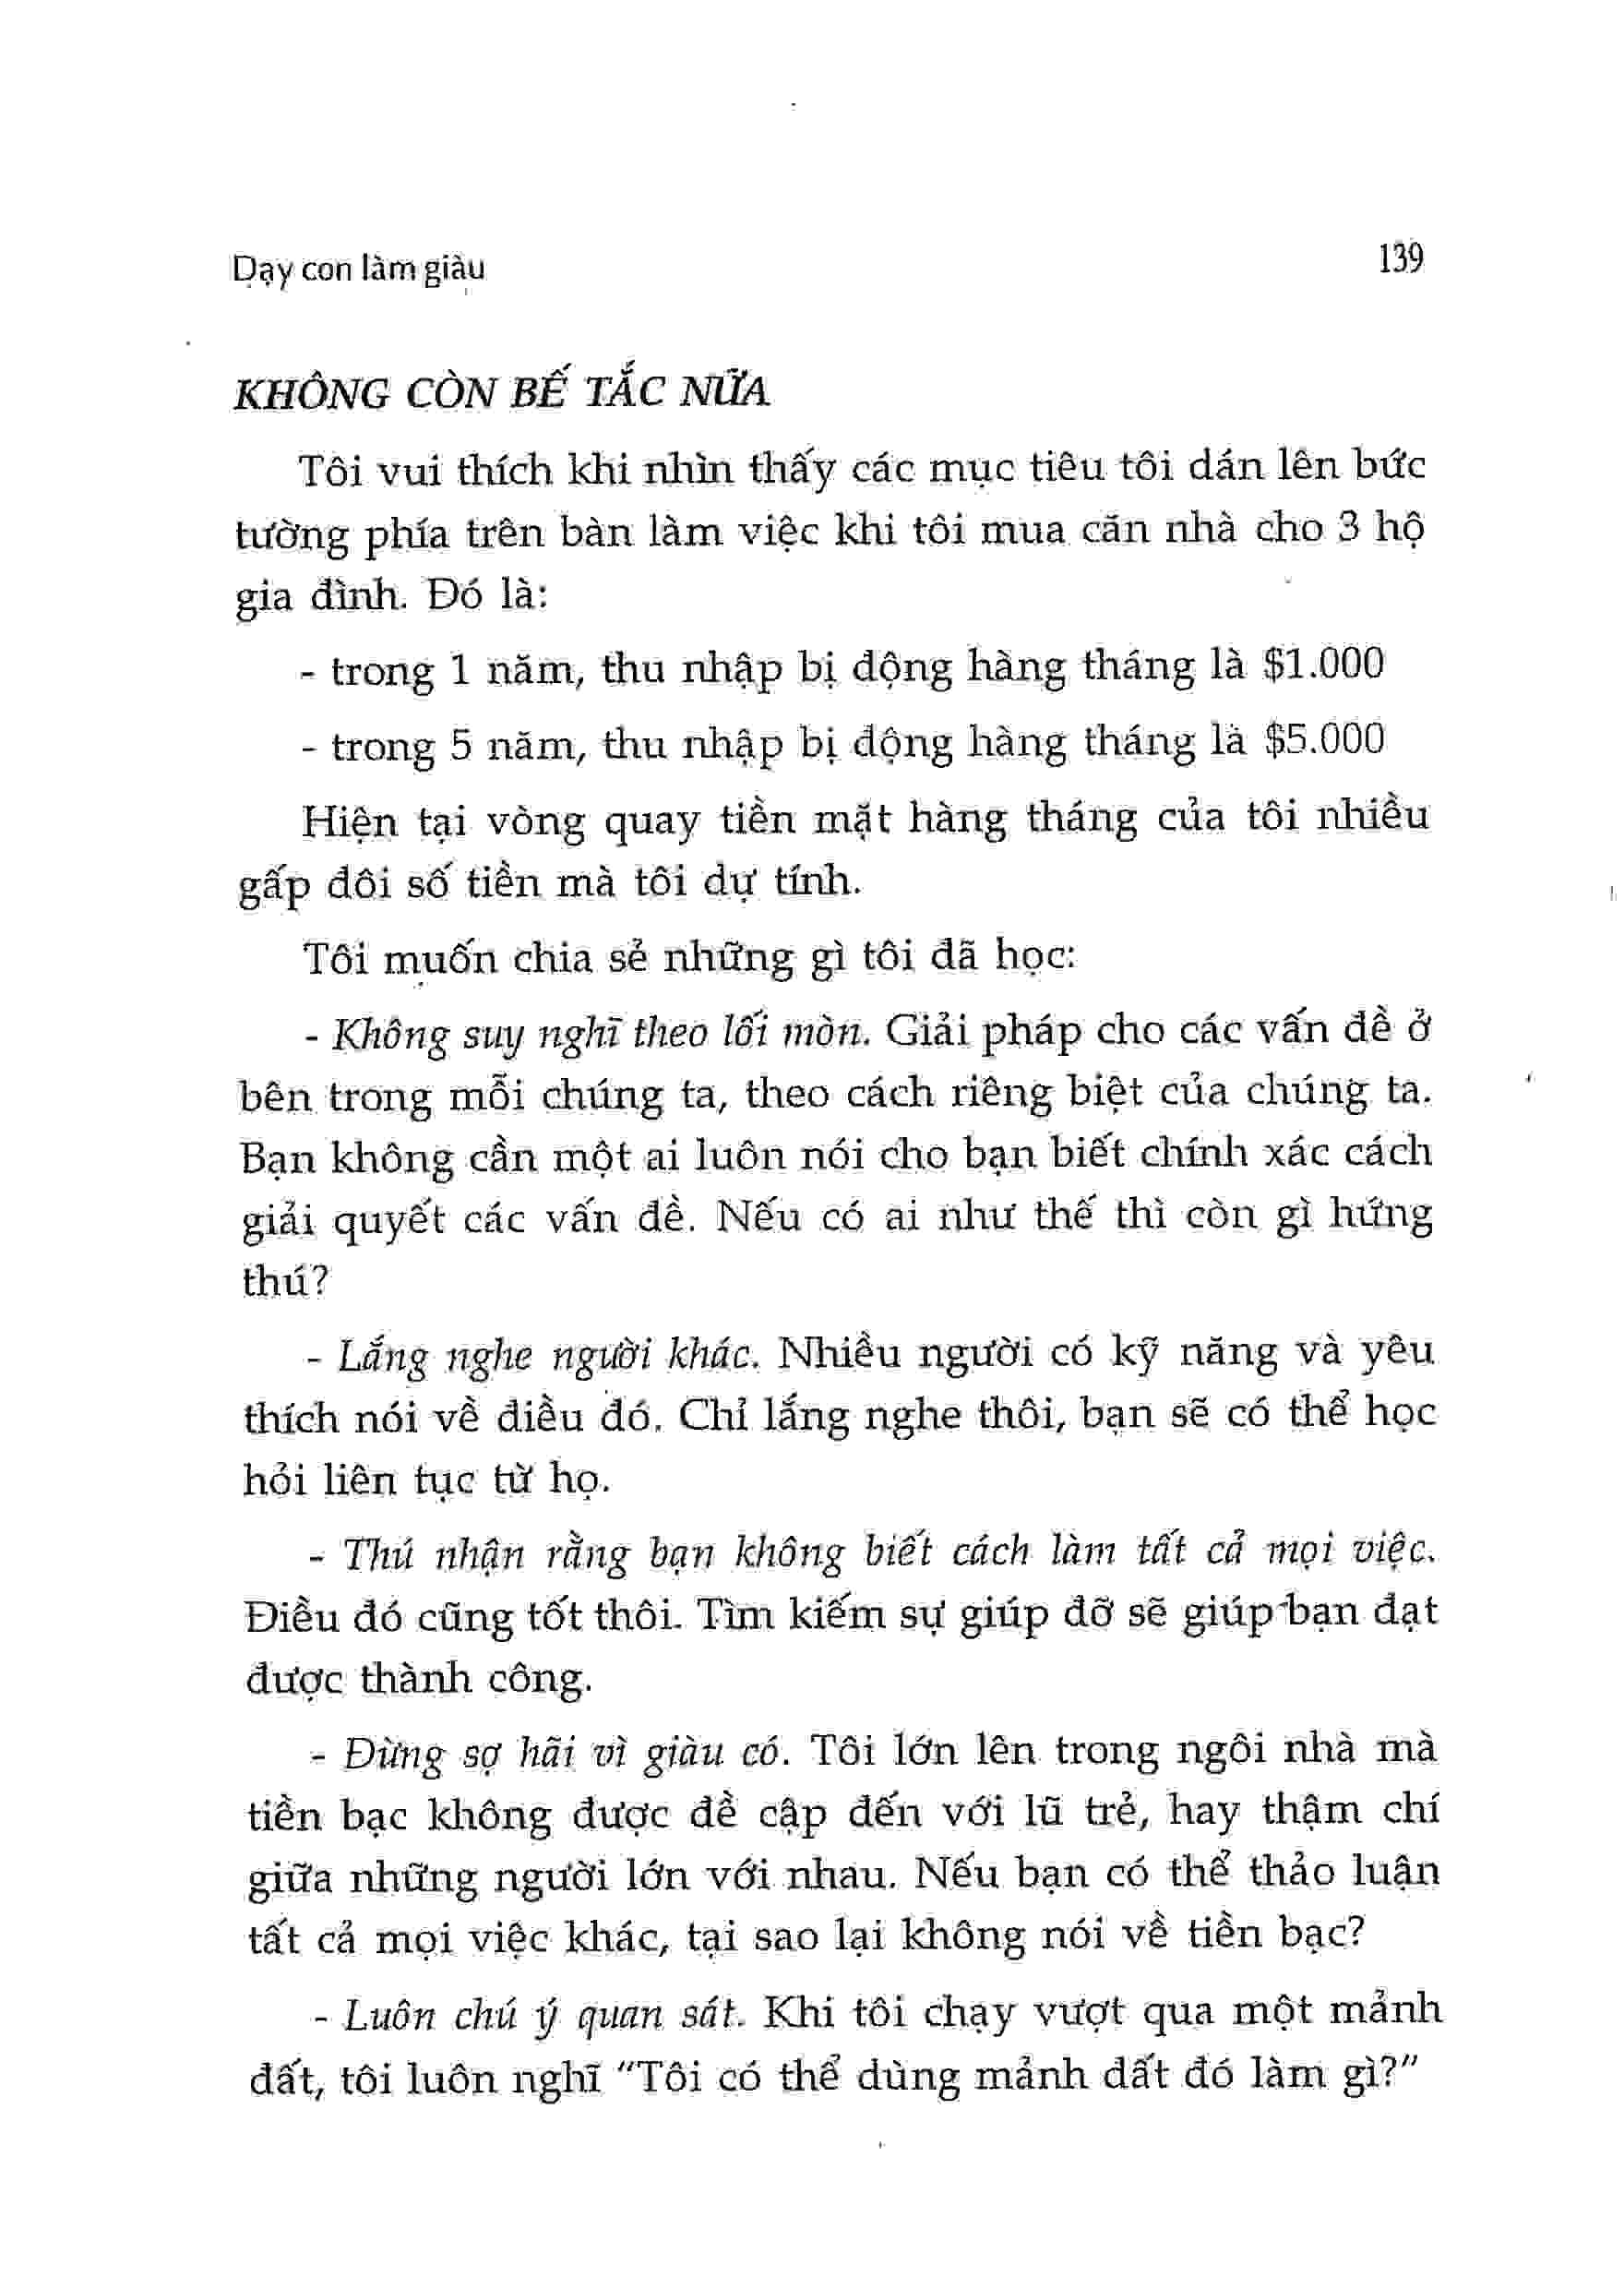 Dạy con làm giàu
139
KHÔNG CÒN BẾ TẮC NỮA
Tôi vui thích khi nhìn thấy các mục tiêu tôi dán lên bức
tường phía trên bàn làm việc khi tôi mua căn nhà cho 3 hộ
gia đình. Đó là:
- trong 1 năm, thu nhập bị động hàng tháng là $1.000
- trong 5 năm, thu nhập bị động hàng tháng là $5.000
Hiện tại vòng quay tiền mặt hàng tháng của tôi nhiều
gấp đôi số tiền mà tôi dự tính.
Tôi muốn chia sẻ những gì tôi đã học:
- Không suy nghĩ theo lối mòn. Giải pháp cho các vấn đề ở
bên trong mỗi chúng ta, theo cách riêng biệt của chúng ta.
Bạn không cần một ai luôn nói cho bạn biết chính xác cách
giải quyết các vấn đề. Nếu có ai như thế thì còn gì hứng
thú?
- Lắng nghe người khác. Nhiều người có kỹ năng và yêu
thích nói về điều đó. Chỉ lắng nghe thôi, bạn sẽ có thể học
hỏi liên tục từ họ.
- Thú nhận rằng bạn không biết cách làm tất cả mọi việc.
Điều đó cũng tốt thôi. Tìm kiếm sự giúp đỡ sẽ giúp bạn đạt
được thành công.
- Đừng sợ hãi vì giàu có. Tôi lớn lên trong ngôi nhà mà
tiền bạc không được đề cập đến với lũ trẻ, hay thậm chí
giữa những người lớn với nhau. Nếu bạn có thể thảo luận
tất cả mọi việc khác, tại sao lại không nói về tiền bạc?
- Luôn chú ý quan sát. Khi tôi chạy vượt qua một mảnh
đất, tôi luôn nghĩ "Tôi có thể dùng mảnh đất đó làm gì?"